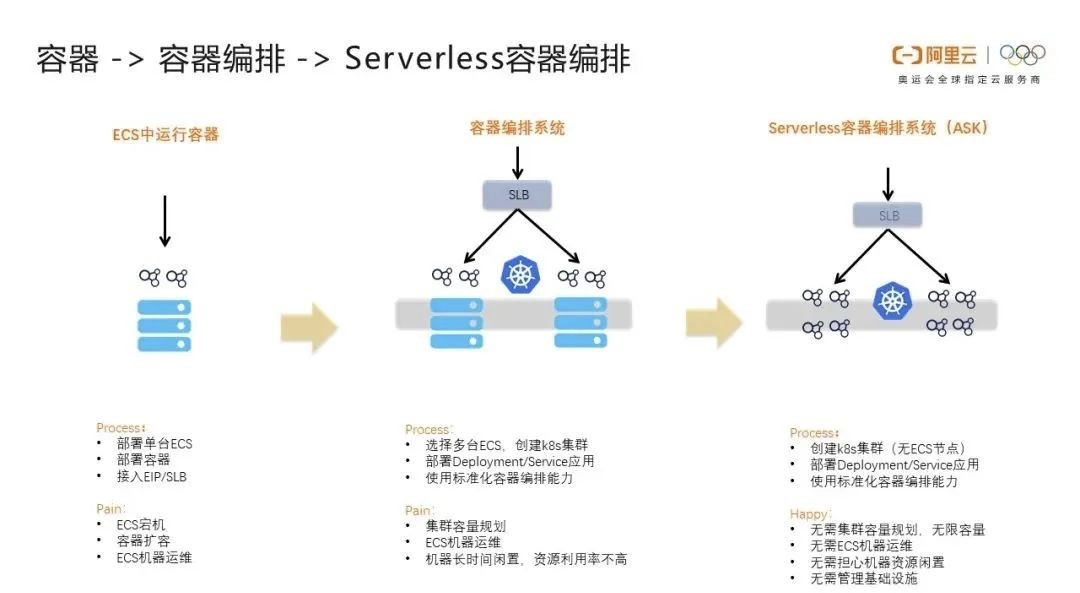 容器 -> 容器编排 -> Serverless容器编排
阿里云
奥运会全球指定云服务商
ECS中运行容器
Process:
• 部署单台ECS
• 部署容器
• 接入EIP/SLB
Pain:
• ECS宕机
• 容器扩容
• ECS机器运维
容器编排系统
SLB
Process:
• 选择多台ECS、创建k8s集群
• 部署Deployment/Service应用
• 使用标准化容器编排能力
Pain:
• 集群容量规划
• ECS机器运维
• 机器长时间闲置，资源利用率不高
Serverless容器编排系统（ASK）
SLB
Process:
• 创建k8s集群（无ECS节点）
• 部署Deployment/Service应用
• 使用标准化容器编排能力
Happy:
• 无需集群容量规划，无限容量
• 无需ECS机器运维
• 无需担心机器资源闲置
• 无需管理基础设施